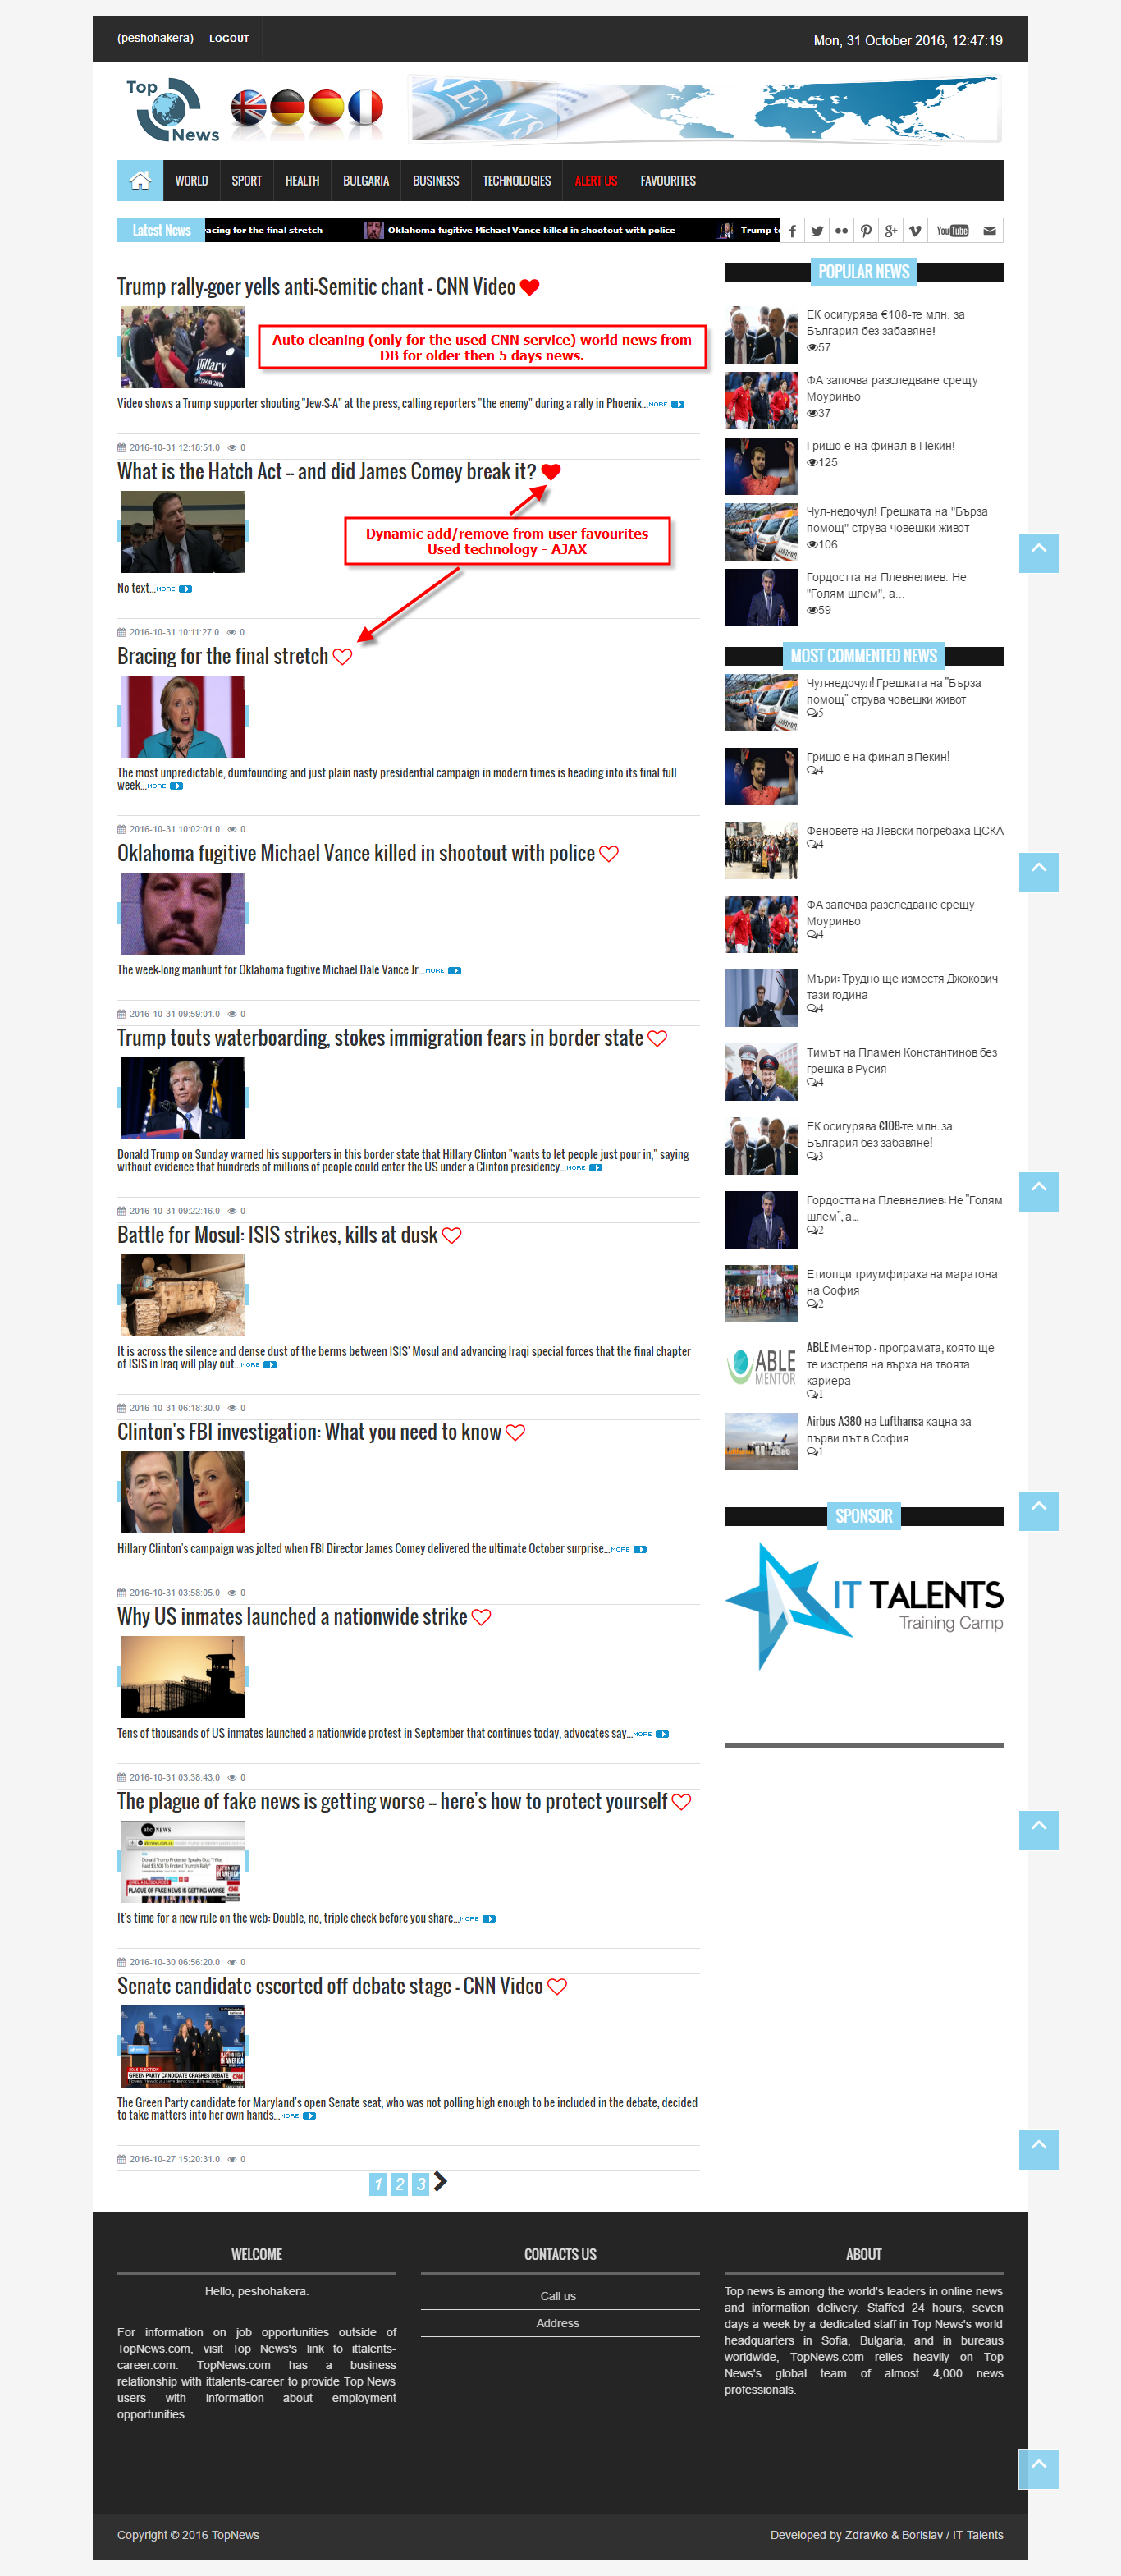 (peshohakera) LOGOUT
Mon, 31 October 2016, 12:47:19
Top
News
NEWS
WORLD SPORT HEALTH BULGARIA BUSINESS TECHNOLOGIES ALERT US FAVOURITES
Latest News
racing for the final stretch
Oklahoma fugitive Michael Vance killed in shootout with police
Trump t
You Tube
Trump rally-goer yells anti-Semitic chant - CNN Video
Auto cleaning (only for the used CNN service) world news from
DB for older then 5 days news.
Video shows a Trump supporter shouting "Jew-S-A" at the press, calling reporters "the enemy" during a rally in Phoenix...MORE
2016-10-31 12:18:51.0 0
What is the Hatch Act – and did James Comey break it?
Dynamic add/remove from user favourites
Used technology - AJAX
No text...MORE
2016-10-31 10:11:27.0 0
Bracing for the final stretch
The most unpredictable, dumfounding and just plain nasty presidential campaign in modern times is heading into its final full
week...MORE
2016-10-31 10:02:01.0 0
Oklahoma fugitive Michael Vance killed in shootout with police
The week-long manhunt for Oklahoma fugitive Michael Dale Vance Jr...MORE
2016-10-31 09:59:01.0 0
Trump touts waterboarding, stokes immigration fears in border state
Donald Trump on Sunday warned his supporters in this border state that Hillary Clinton "wants to let people just pour in," saying
without evidence that hundreds of millions of people could enter the US under a Clinton presidency...MORE
2016-10-31 09:22:16.0 0
Battle for Mosul: ISIS strikes, kills at dusk
It is across the silence and dense dust of the berms between ISIS' Mosul and advancing Iraqi special forces that the final chapter
of ISIS in Iraq will play out...MORE
2016-10-31 06:18:30.0 0
Clinton's FBI investigation: What you need to know
Hillary Clinton's campaign was jolted when FBI Director James Comey delivered the ultimate October surprise...MORE
2016-10-31 03:58:05.0 0
Why US inmates launched a nationwide strike
Tens of thousands of US inmates launched a nationwide protest in September that continues today, advocates say...MORE
2016-10-31 03:38:43.0 0
The plague of fake news is getting worse – here's how to protect yourself
abc NEWS
PLAGUE OF FAKE NEWS IS GETTING WORSE
CNN
It's time for a new rule on the web: Double, no, triple check before you share...MORE
2016-10-30 06:56:20.0 0
Senate candidate escorted off debate stage - CNN Video
GREEN PARTY CANDIDATE CRASHES DEBATE
CNN
The Green Party candidate for Maryland's open Senate seat, who was not polling high enough to be included in the debate, decided
to take matters into her own hands...MORE
2016-10-27 15:20:31.0 0
1 2 3
POPULAR NEWS
ЕК осигурява €108-те млн. за
България без забавяне!
57
ФА започва разследване срещу
Моуриньо
37
Гришо е на финал в Пекин!
125
Чул-недочул! Грешката на "Бърза
помощ" струва човешки живот
106
Гордостта на Плевнелиев: Не
"Голям шлем", а...
59
MOST COMMENTED NEWS
Чул-недочул! Грешката на "Бърза
помощ" струва човешки живот
5
Гришо е на финал в Пекин!
4
Феновете на Левски погребаха ЦСКА
4
ФА започва разследване срещу
Моуриньо
4
Мъри: Трудно ще изместя Джокович
тази година
4
Тимът на Пламен Константинов без
грешка в Русия
4
ЕК осигурява €108-те млн. за
България без забавяне!
3
Гордостта на Плевнелиев: Не "Голям
шлем", а...
2
Етиопци триумфираха на маратона
на София
2
ABLE
MENTOR
ABLE Ментор - програмата, която ще
те изстреля на върха на твоята
кариера
1
Airbus A380 на Lufthansa кацна за
първи път в София
1
SPONSOR
IT TALENTS
Training Camp
WELCOME
Hello, peshohakera.
For information on job opportunities outside of
TopNews.com, visit Top News's link to ittalents-
career.com. TopNews.com has a business
relationship with ittalents-career to provide Top News
users with information about employment
opportunities.
CONTACTS US
Call us
Address
ABOUT
Top news is among the world's leaders in online news
and information delivery. Staffed 24 hours, seven
days a week by a dedicated staff in Top News's world
headquarters in Sofia, Bulgaria, and in bureaus
worldwide, TopNews.com relies heavily on Top
News's global team of almost 4,000 news
professionals.
Copyright © 2016 TopNews
Developed by Zdravko & Borislav / IT Talents